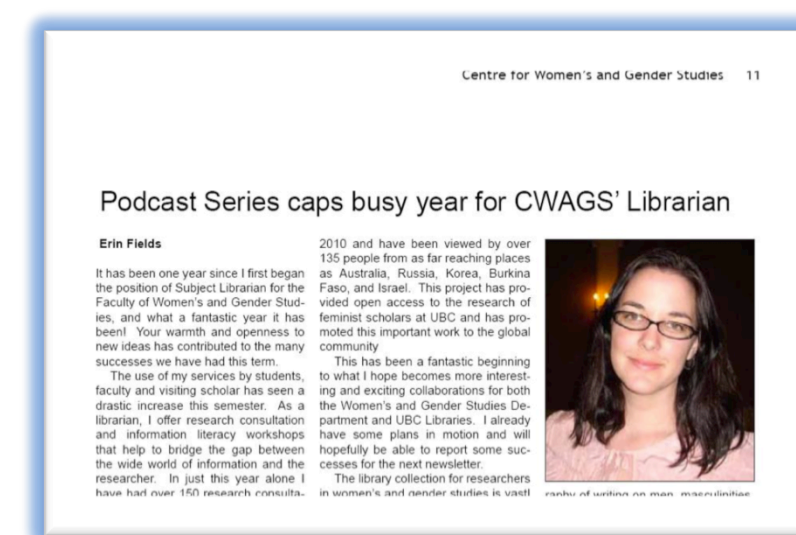 Centre for Women's and Gender Studies 11
Podcast Series caps busy year for CWAGS' Librarian
Erin Fields
It has been one year since I first began
the position of Subject Librarian for the
Faculty of Women's and Gender Stud-
ies, and what a fantastic year it has
been! Your warmth and openness to
new ideas has contributed to the many
successes we have had this term.
The use of my services by students,
faculty and visiting scholar has seen a
drastic increase this semester. As a
librarian, I offer research consultation
and information literacy workshops
that help to bridge the gap between
the wide world of information and the
researcher. In just this year alone I
have had over 150 research consulta-
2010 and have been viewed by over
135 people from as far reaching places
as Australia, Russia, Korea, Burkina
Faso, and Israel. This project has pro-
vided open access to the research of
feminist scholars at UBC and has pro-
moted this important work to the global
community
This has been a fantastic beginning
to what I hope becomes more interest-
ing and exciting collaborations for both
the Women's and Gender Studies De-
partment and UBC Libraries. I already
have some plans in motion and will
hopefully be able to report some suc-
cesses for the next newsletter.
The library collection for researchers
in women's and gender studies is vastl
raphy of writing on men, masculinities